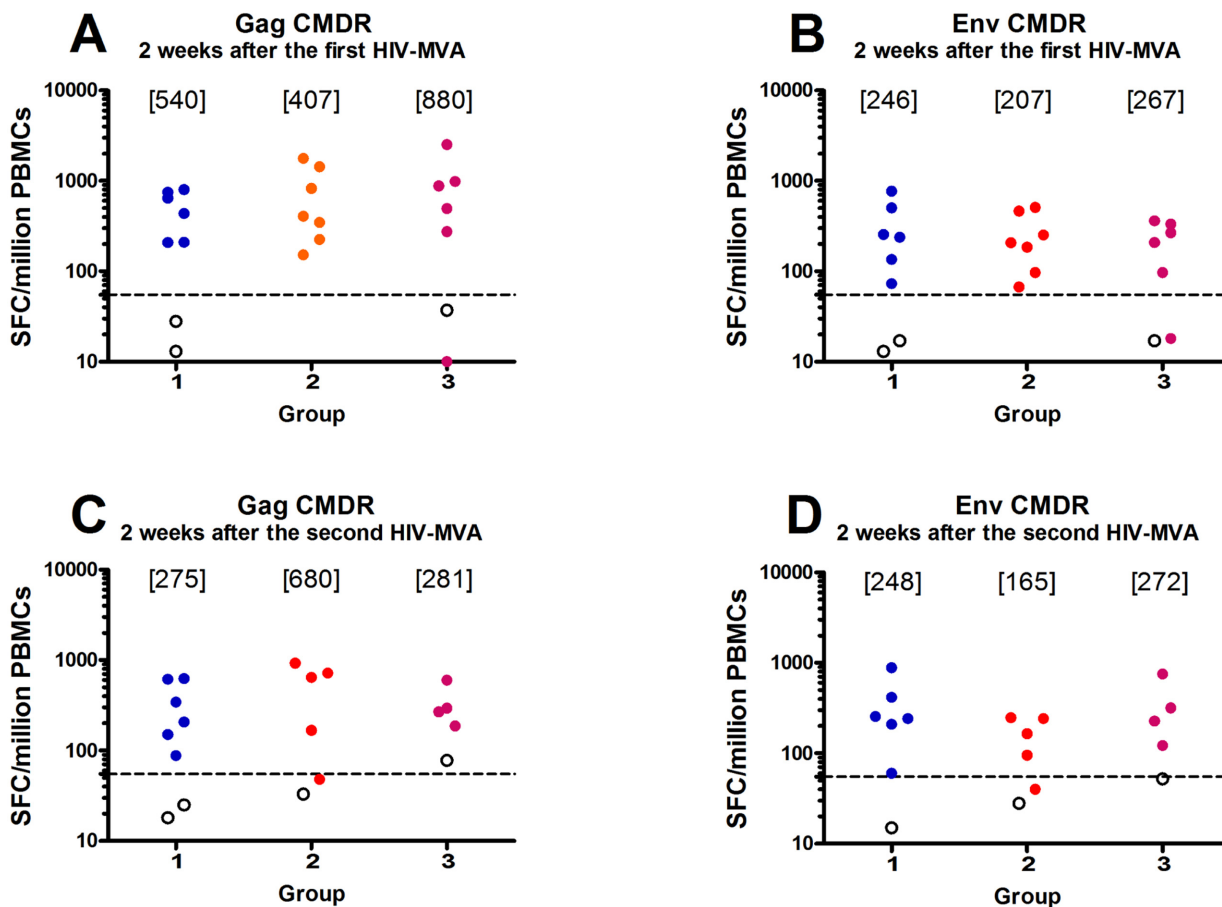 A
Gag CMDR
2 weeks after the first HIV-MVA
[540] [407] [880]
SFC/million PBMCs
10000
1000
100
10
1 2 3
Group
B
Env CMDR
2 weeks after the first HIV-MVA
[246] [207] [267]
SFC/million PBMCs
10000
1000
100
10
1 2 3
Group
C
Gag CMDR
2 weeks after the second HIV-MVA
[275] [680] [281]
SFC/million PBMCs
10000
1000
100
10
1 2 3
Group
D
Env CMDR
2 weeks after the second HIV-MVA
[248] [165] [272]
SFC/million PBMCs
10000
1000
100
10
1 2 3
Group